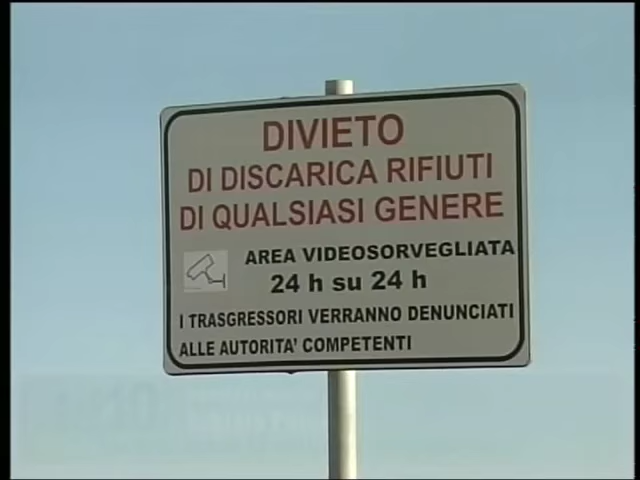 DIVIETO
DI DISCARICA RIFIUTI
DI QUALSIASI GENERE
AREA VIDEOSORVEGLIATA
24 h su 24 h
I TRASGRESSORI VERRANNO DENUNCIATI
ALLE AUTORITA' COMPETENTI